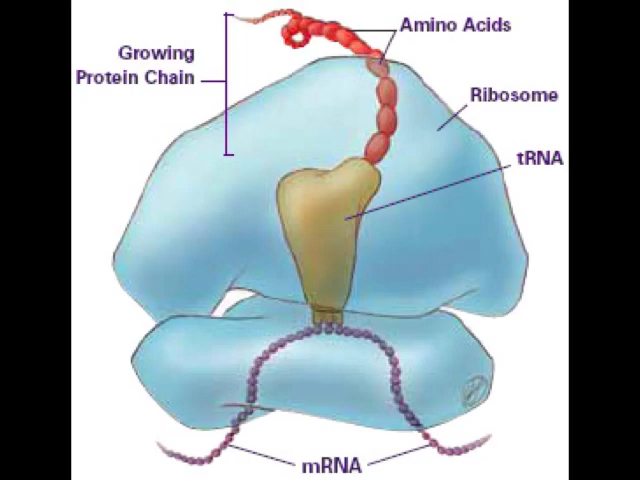 Amino Acids
Growing
Protein Chain
Ribosome
tRNA
mRNA